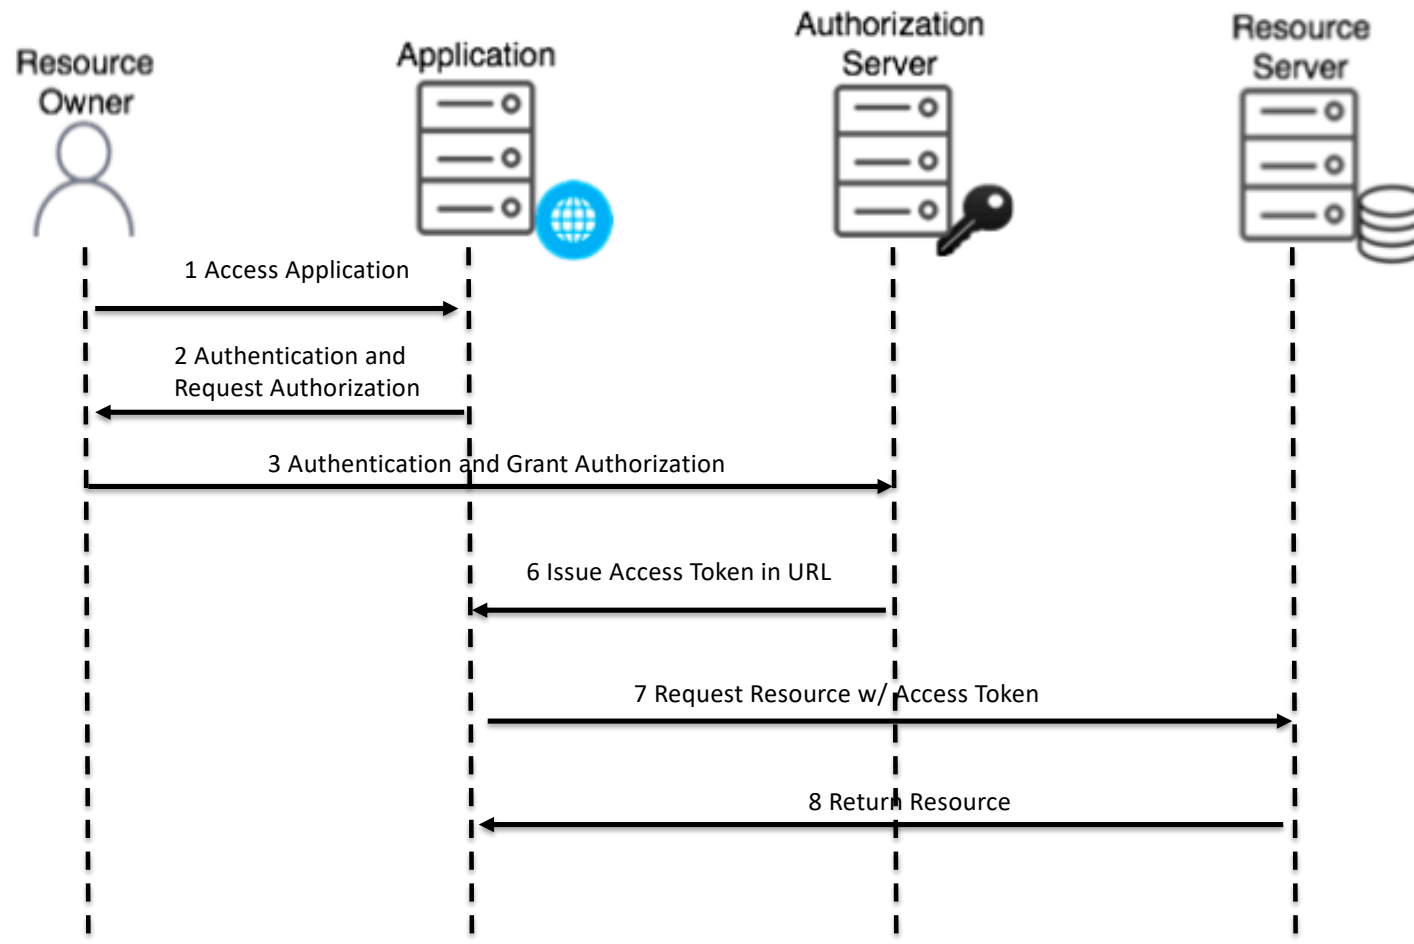 Resource
Owner
Application
Authorization
Server
Resource
Server
1 Access Application
2 Authentication and
Request Authorization
3 Authentication and Grant Authorization
6 Issue Access Token in URL
7 Request Resource w/ Access Token
8 Return Resource